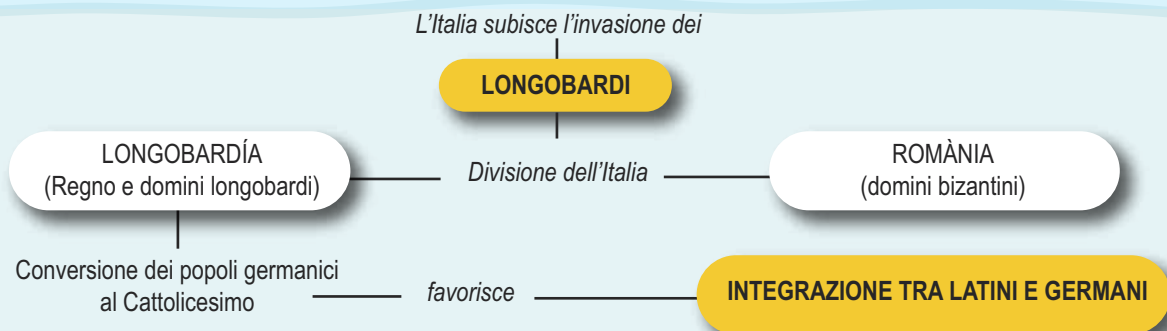 L'Italia subisce l'invasione dei
LONGOBARDI
LONGOBARDÍA
(Regno e domini longobardi)
Divisione dell'Italia
ROMÀNIA
(domini bizantini)
Conversione dei popoli germanici
al Cattolicesimo
favorisce
INTEGRAZIONE TRA LATINI E GERMANI